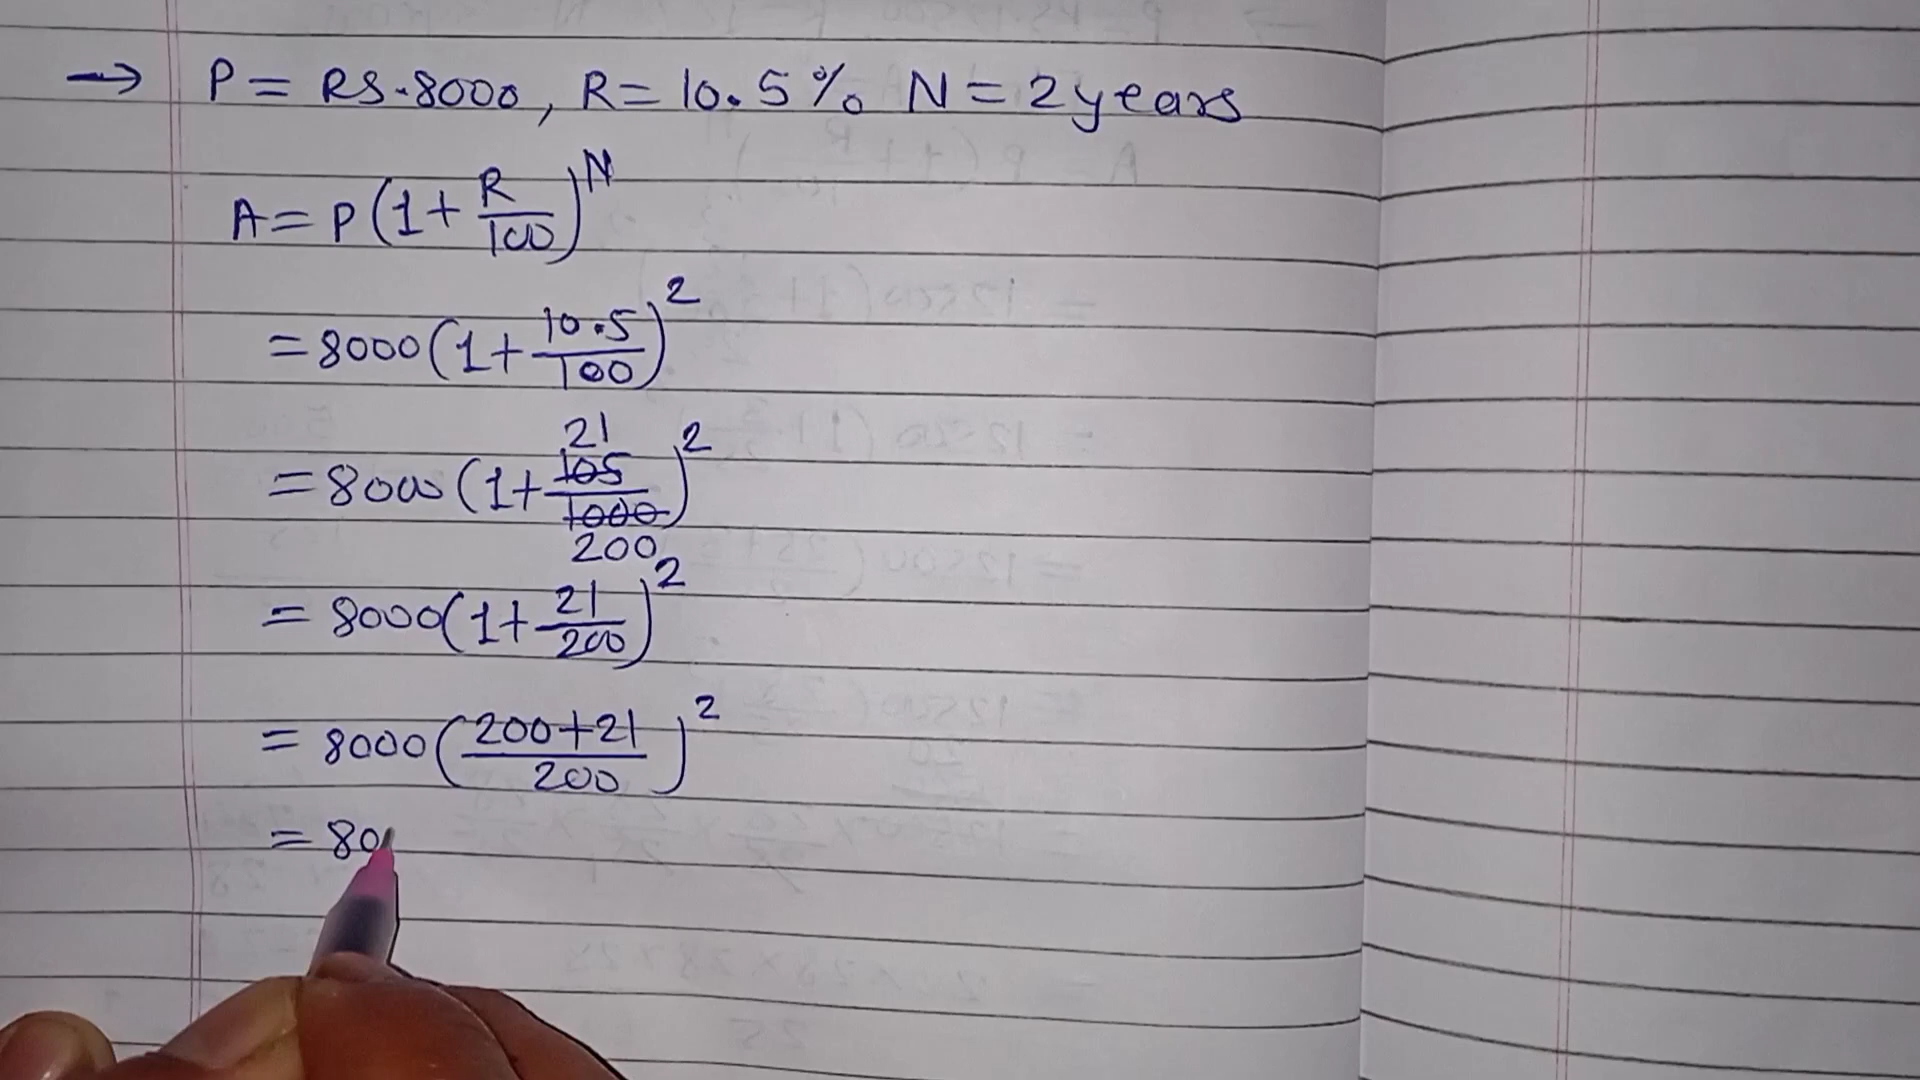 → P = RS.8000, R = 10.5% N = 2 years
A = P(1 + R/100)^N
= 8000(1 + 10.5/100)^2
21
= 8000(1 + 105/1000)^2
200
= 8000(1 + 21/200)^2
= 8000(200+21/200)^2
= 80